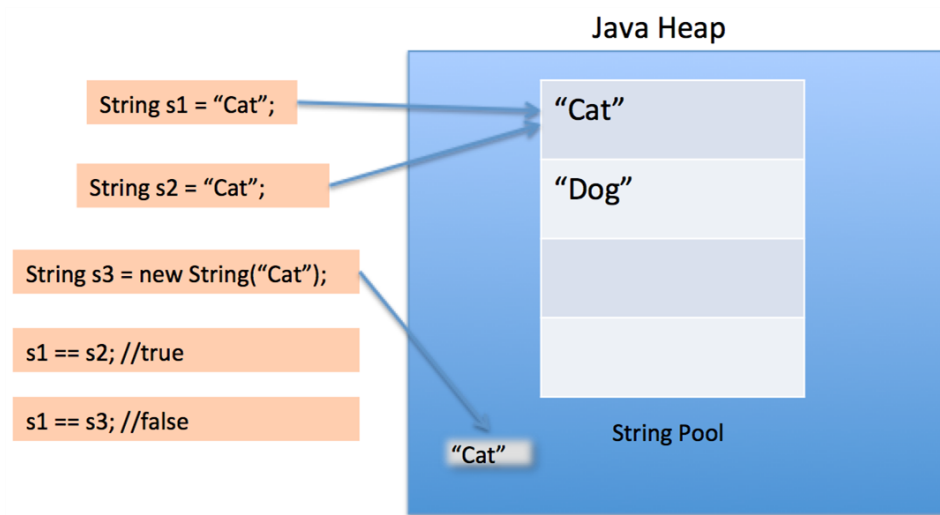 Java Heap
String s1 = “Cat”;
“Cat”
String s2 = “Cat”;
“Dog”
String s3 = new String(“Cat”);
s1 == s2; //true
s1 == s3; //false
String Pool
“Cat”